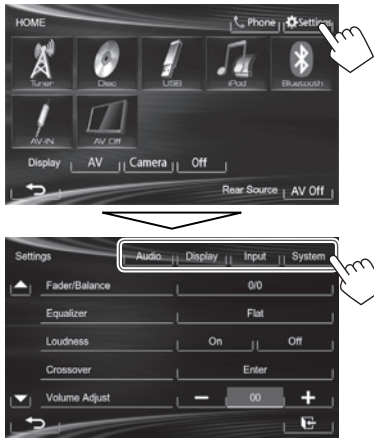 HOME Phone Settings
Tuner Disc USB iPod Bluetooth
AV-IN AV Off
Display AV Camera Off
Rear Source AV Off
Settings Audio Display Input System
Fader/Balance 0/0
Equalizer Flat
Loudness On Off
Crossover Enter
Volume Adjust 00